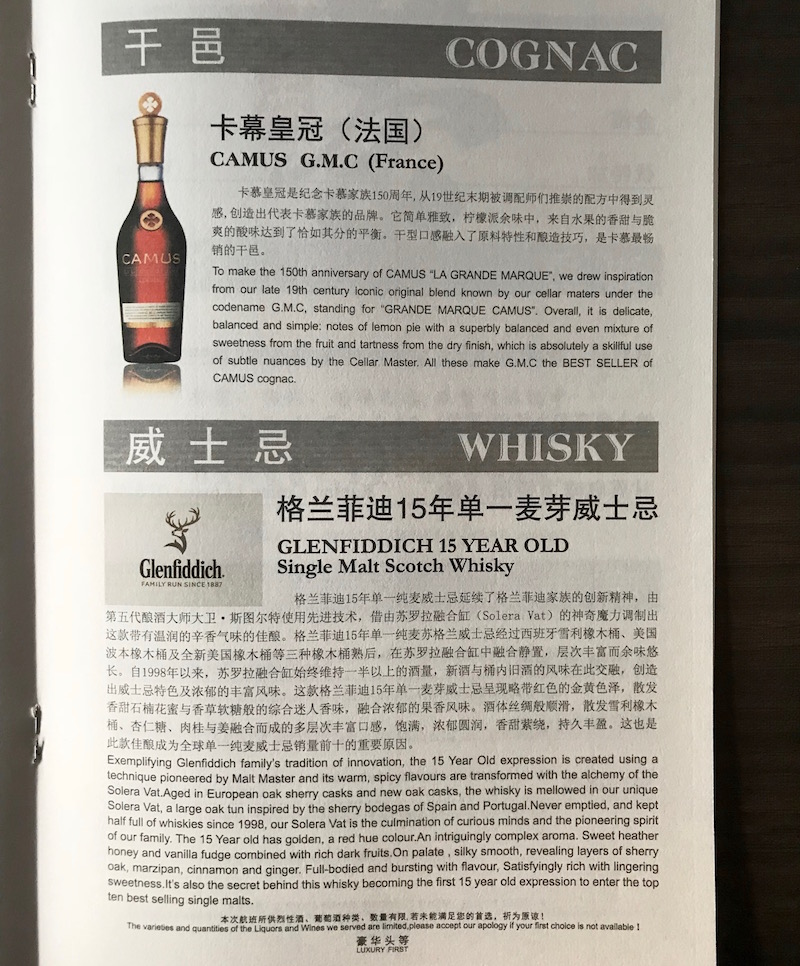 干邑 COGNAC
卡幕皇冠（法国）
CAMUS G.M.C (France)
卡慕皇冠是纪念卡慕家族150周年, 从19世纪末期被调配师们推崇的配方中得到灵
感, 创造出代表卡慕家族的品牌。它简单雅致，柠檬派余味中，来自水果的香甜与脆
爽的酸味达到了恰如其分的平衡。干型口感融入了原料特性和酿造技巧，是卡慕最畅
销的干邑。
To make the 150th anniversary of CAMUS "LA GRANDE MARQUE", we drew inspiration
from our late 19th century iconic original blend known by our cellar maters under the
codename G.M.C, standing for "GRANDE MARQUE CAMUS". Overall, it is delicate,
balanced and simple: notes of lemon pie with a superbly balanced and even mixture of
sweetness from the fruit and tartness from the dry finish, which is absolutely a skillful use
of subtle nuances by the Cellar Master. All these make G.M.C the BEST SELLER of
CAMUS cognac.
CAMUS
威士忌 WHISKY
Glenfiddich.
FAMILY RUN SINCE 1887
格兰菲迪15年单一麦芽威士忌
GLENFIDDICH 15 YEAR OLD
Single Malt Scotch Whisky
格兰菲迪15年单一纯麦威士忌延续了格兰菲迪家族的创新精神，由
第五代酿酒大师大卫·斯图尔特使用先进技术，借由苏罗拉融合缸（Solera Vat）的神奇魔力调制出
这款带有温润的辛香气味的佳酿。格兰菲迪15年单一纯麦苏格兰威士忌经过西班牙雪利橡木桶、美国
波本橡木桶及全新美国橡木桶等三种橡木桶熟后，在苏罗拉融合缸中融合静置，层次丰富而余味悠
长。自1998年以来，苏罗拉融合缸始终维持一半以上的酒量，新酒与桶内旧酒的风味在此交融，创造
出威士忌特色及浓郁的丰富风味。这款格兰菲迪15年单一麦芽威士忌呈现略带红色的金黄色泽，散发
香甜石楠花蜜与香草软糖般的综合迷人香味，融合浓郁的果香风味。酒体丝绸般顺滑，散发雪利橡木
桶、杏仁糖、肉桂与姜融合而成的多层次丰富口感，饱满，浓郁圆润，香甜萦绕，持久丰盈。这也是
此款佳酿成为全球单一纯麦威士忌销量前十的重要原因。
Exemplifying Glenfiddich family's tradition of innovation, the 15 Year Old expression is created using a
technique pioneered by Malt Master and its warm, spicy flavours are transformed with the alchemy of the
Solera Vat.Aged in European oak sherry casks and new oak casks, the whisky is mellowed in our unique
Solera Vat, a large oak tun inspired by the sherry bodegas of Spain and Portugal.Never emptied, and kept
half full of whiskies since 1998, our Solera Vat is the culmination of curious minds and the pioneering spirit
of our family. The 15 Year old has golden, a red hue colour.An intriguingly complex aroma. Sweet heather
honey and vanilla fudge combined with rich dark fruits.On palate , silky smooth, revealing layers of sherry
oak, marzipan, cinnamon and ginger. Full-bodied and bursting with flavour, Satisfyingly rich with lingering
sweetness.It's also the secret behind this whisky becoming the first 15 year old expression to enter the top
ten best selling single malts.
本次航班所供烈性酒、葡萄酒种类、数量有限,若未能满足您的首选，祈为原谅！
The varieties and quantities of the Liquors and Wines we served are limited,please accept our apology if your first choice is not available！
豪华头等
LUXURY FIRST